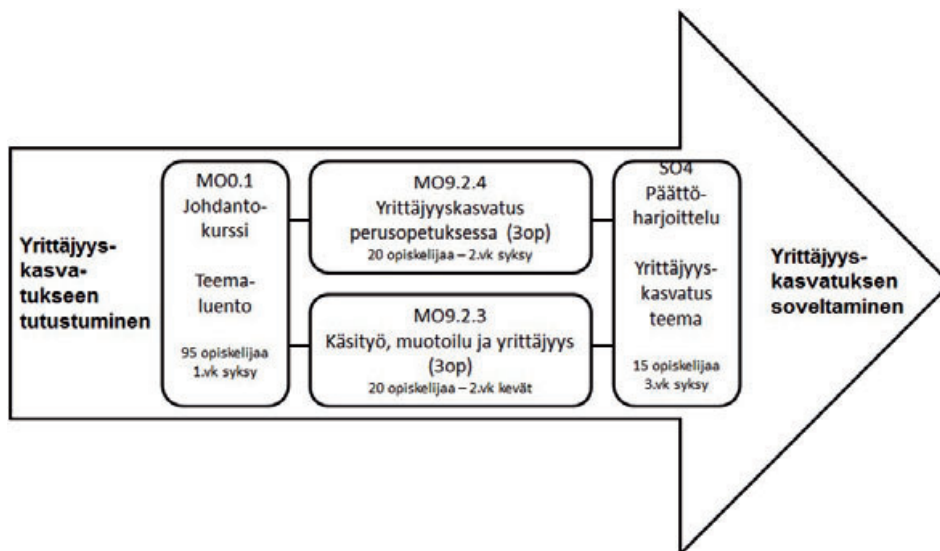 Yrittäjyys-
kasva-
tukseen
tutustuminen
MO0.1
Johdanto-
kurssi
Teema-
luento
95 opiskelijaa
1.vk syksy
MO9.2.4
Yrittäjyyskasvatus
perusopetuksessa (3op)
20 opiskelijaa – 2.vk syksy
MO9.2.3
Käsityö, muotoilu ja yrittäjyys
(3op)
20 opiskelijaa – 2.vk kevät
SO4
Päättö-
harjoittelu
Yrittäjyys-
kasvatus
teema
15 opiskelijaa
3.vk syksy
Yrittäjyys-
kasvatuksen
soveltaminen